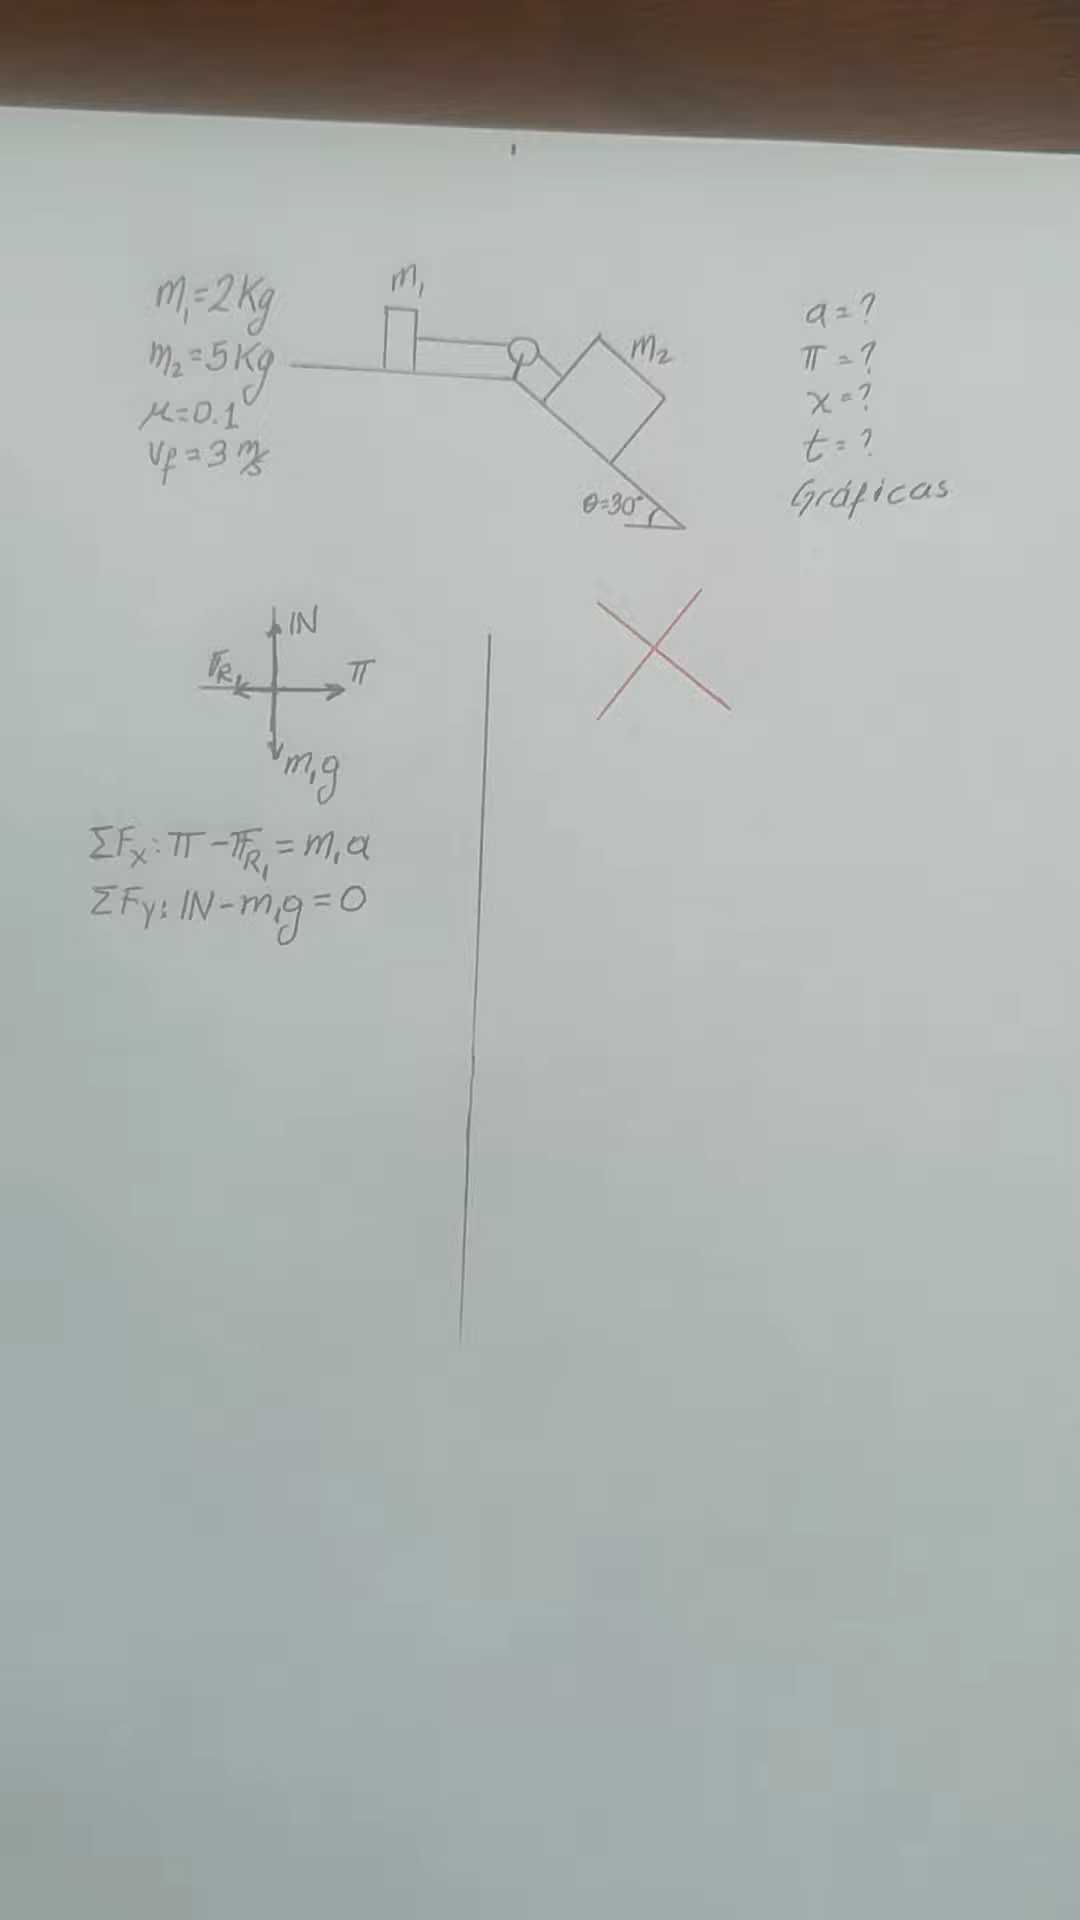 m₁=2Kg
m₂=5Kg
μ=0.1
Vf=3 m/s
m₁
m₂
θ=30°
a=?
T=?
x=?
t=?
Gráficas
N
FR₁
T
m₁g
ΣFx: T-FR₁=m₁a
ΣFy: N-m₁g=0